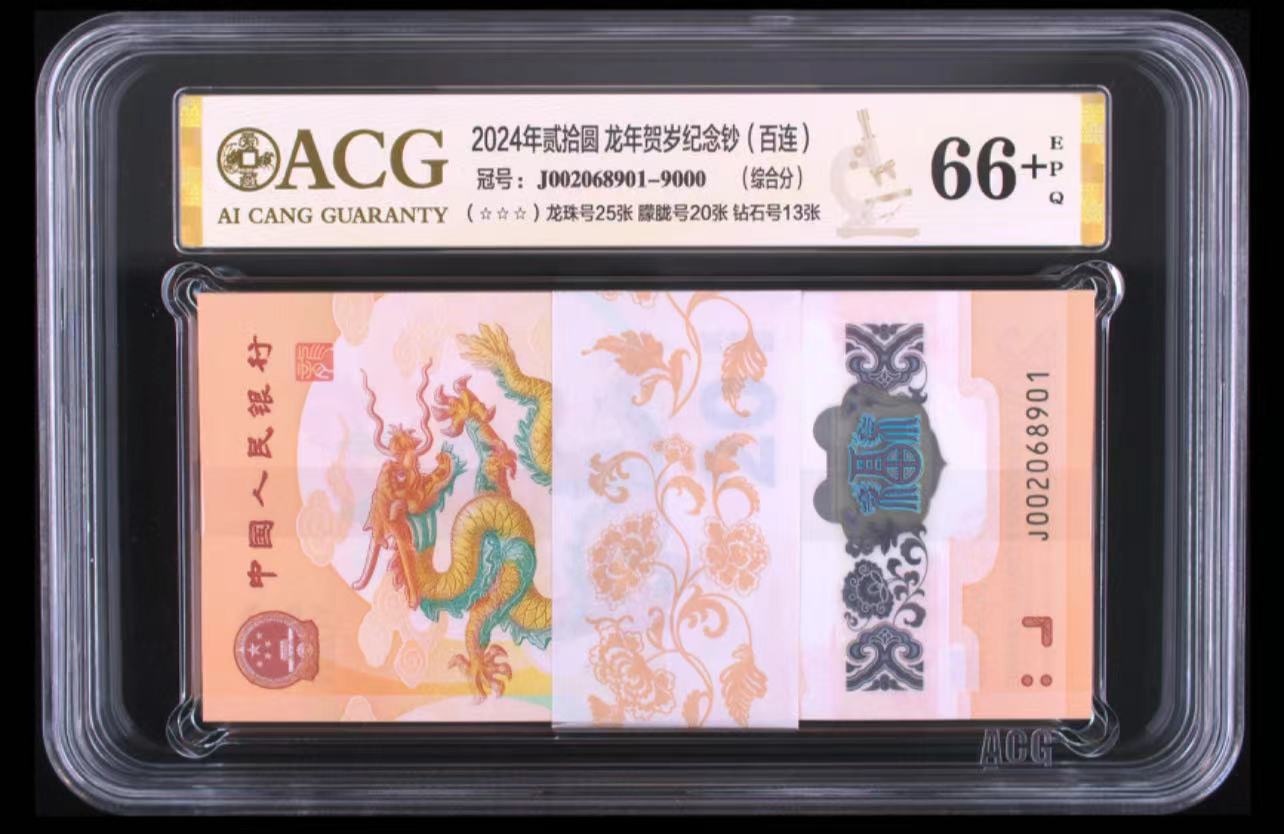 ACG
AI CANG GUARANTY
2024年贰拾圆 龙年贺岁纪念钞（百连）
冠号：J002068901-9000 （综合分）
（☆☆☆）龙珠号25张 朦胧号20张 钻石号13张
66+
EPQ
中国人民银行
J002068901
ACG